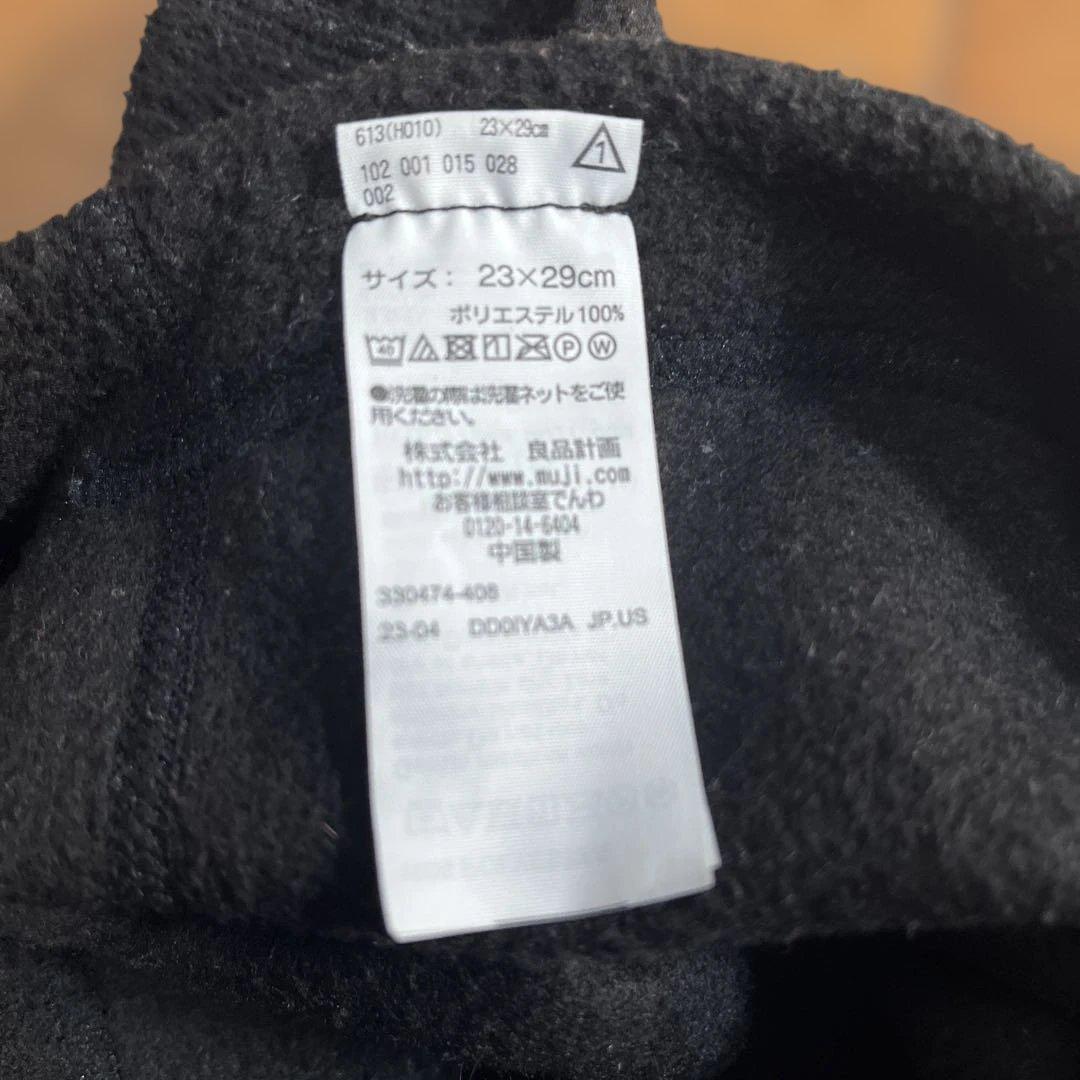 613(H010) 23×29cm
1
102 001 015 028
002
サイズ： 23×29cm
ポリエステル100%
40 P W
●洗濯の際は洗濯ネットをご使
用ください。
株式会社 良品計画
http://www.muji.com
お客様相談室でんわ
0120-14-6404
中国製
330474-408
23-04 DD0IYA3A JP.US